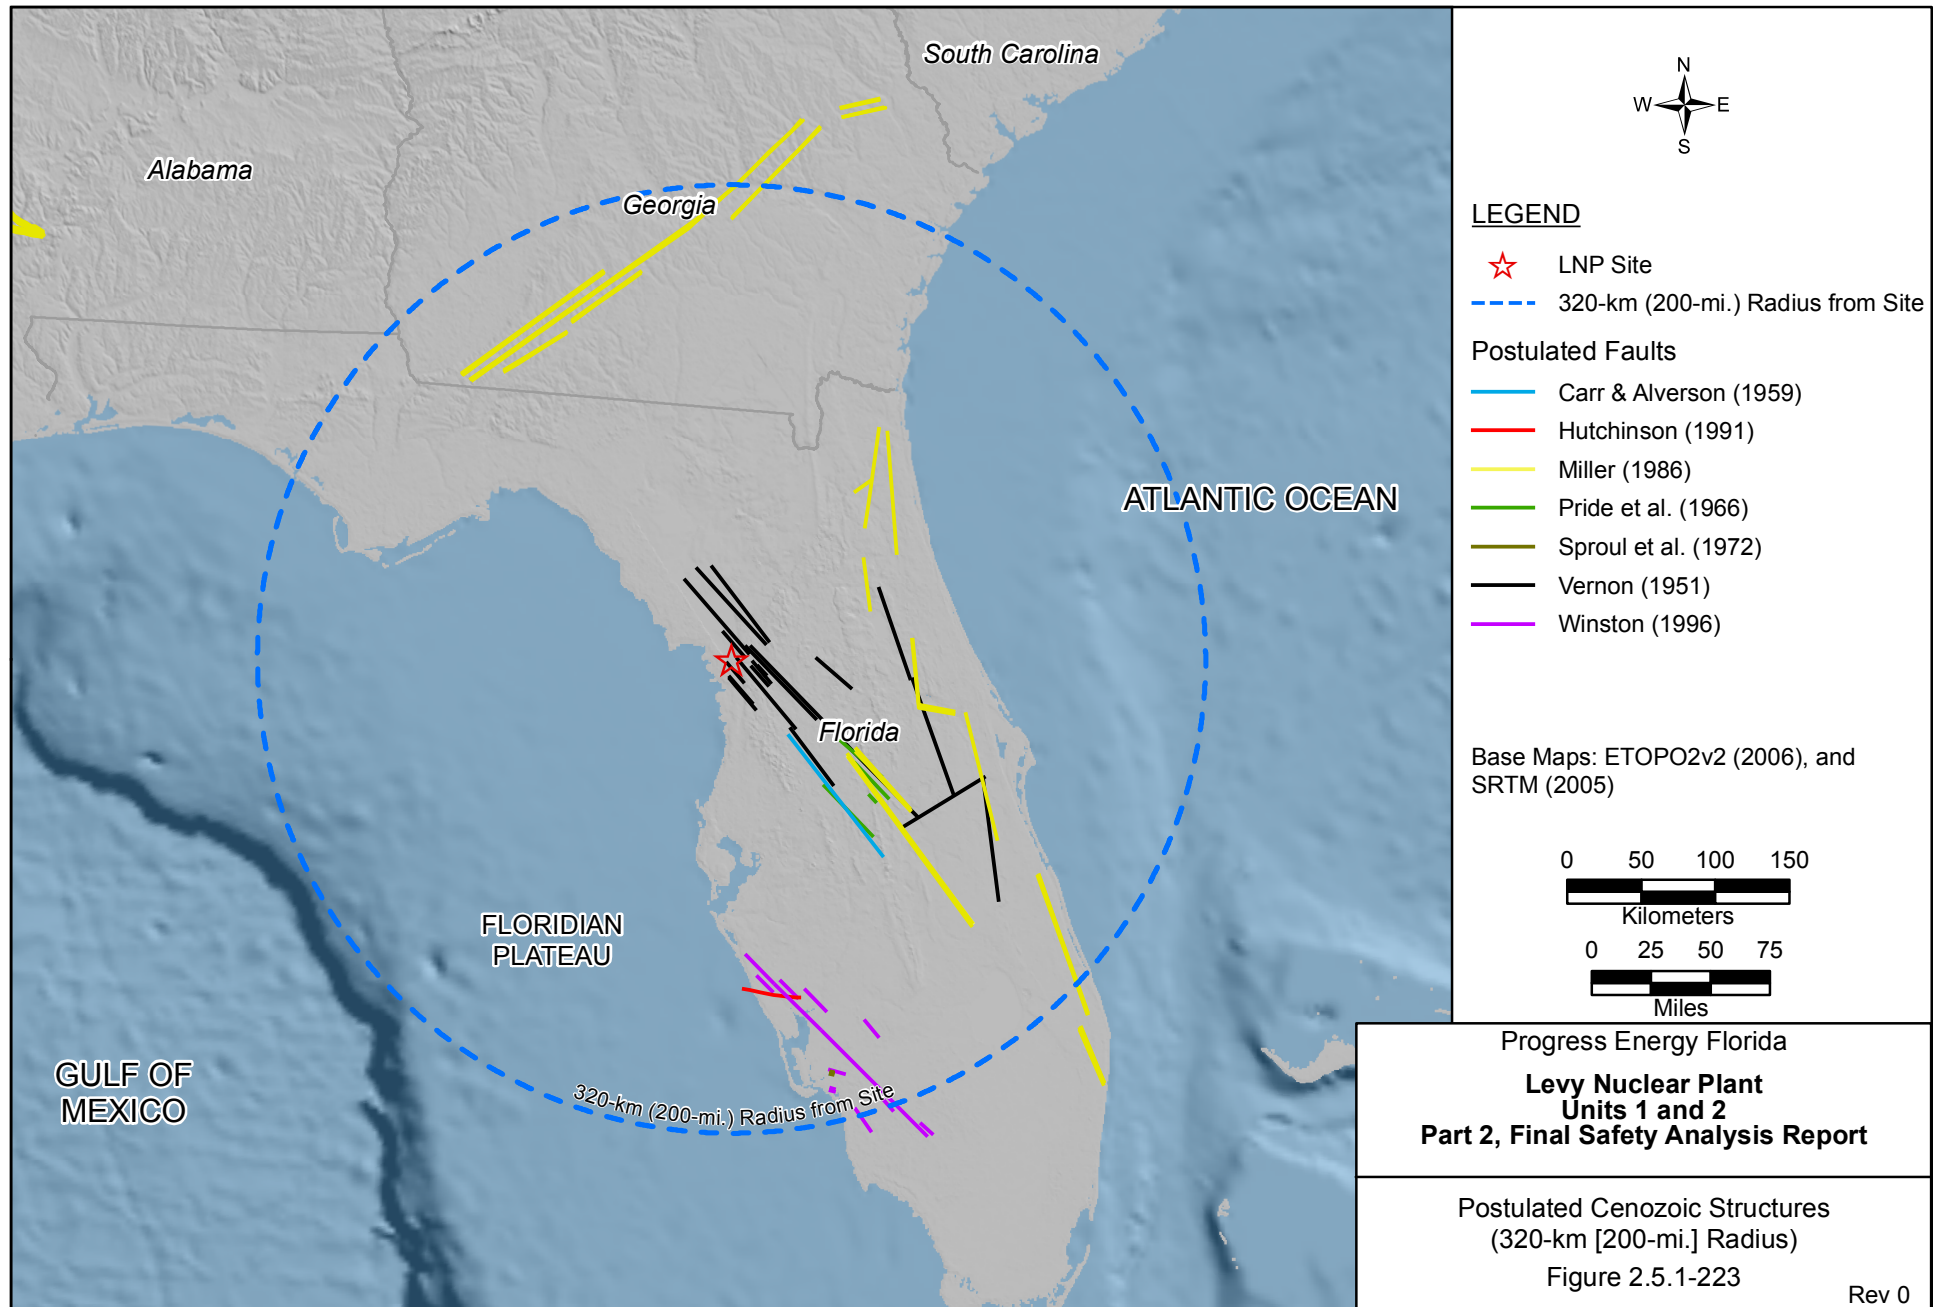 South Carolina
Alabama
Georgia
ATLANTIC OCEAN
Florida
FLORIDIAN
PLATEAU
GULF OF
MEXICO
320-km (200-mi.) Radius from Site
N
W E
S
LEGEND
LNP Site
320-km (200-mi.) Radius from Site
Postulated Faults
Carr & Alverson (1959)
Hutchinson (1991)
Miller (1986)
Pride et al. (1966)
Sproul et al. (1972)
Vernon (1951)
Winston (1996)
Base Maps: ETOPO2v2 (2006), and
SRTM (2005)
0 50 100 150
Kilometers
0 25 50 75
Miles
Progress Energy Florida
Levy Nuclear Plant
Units 1 and 2
Part 2, Final Safety Analysis Report
Postulated Cenozoic Structures
(320-km [200-mi.] Radius)
Figure 2.5.1-223
Rev 0